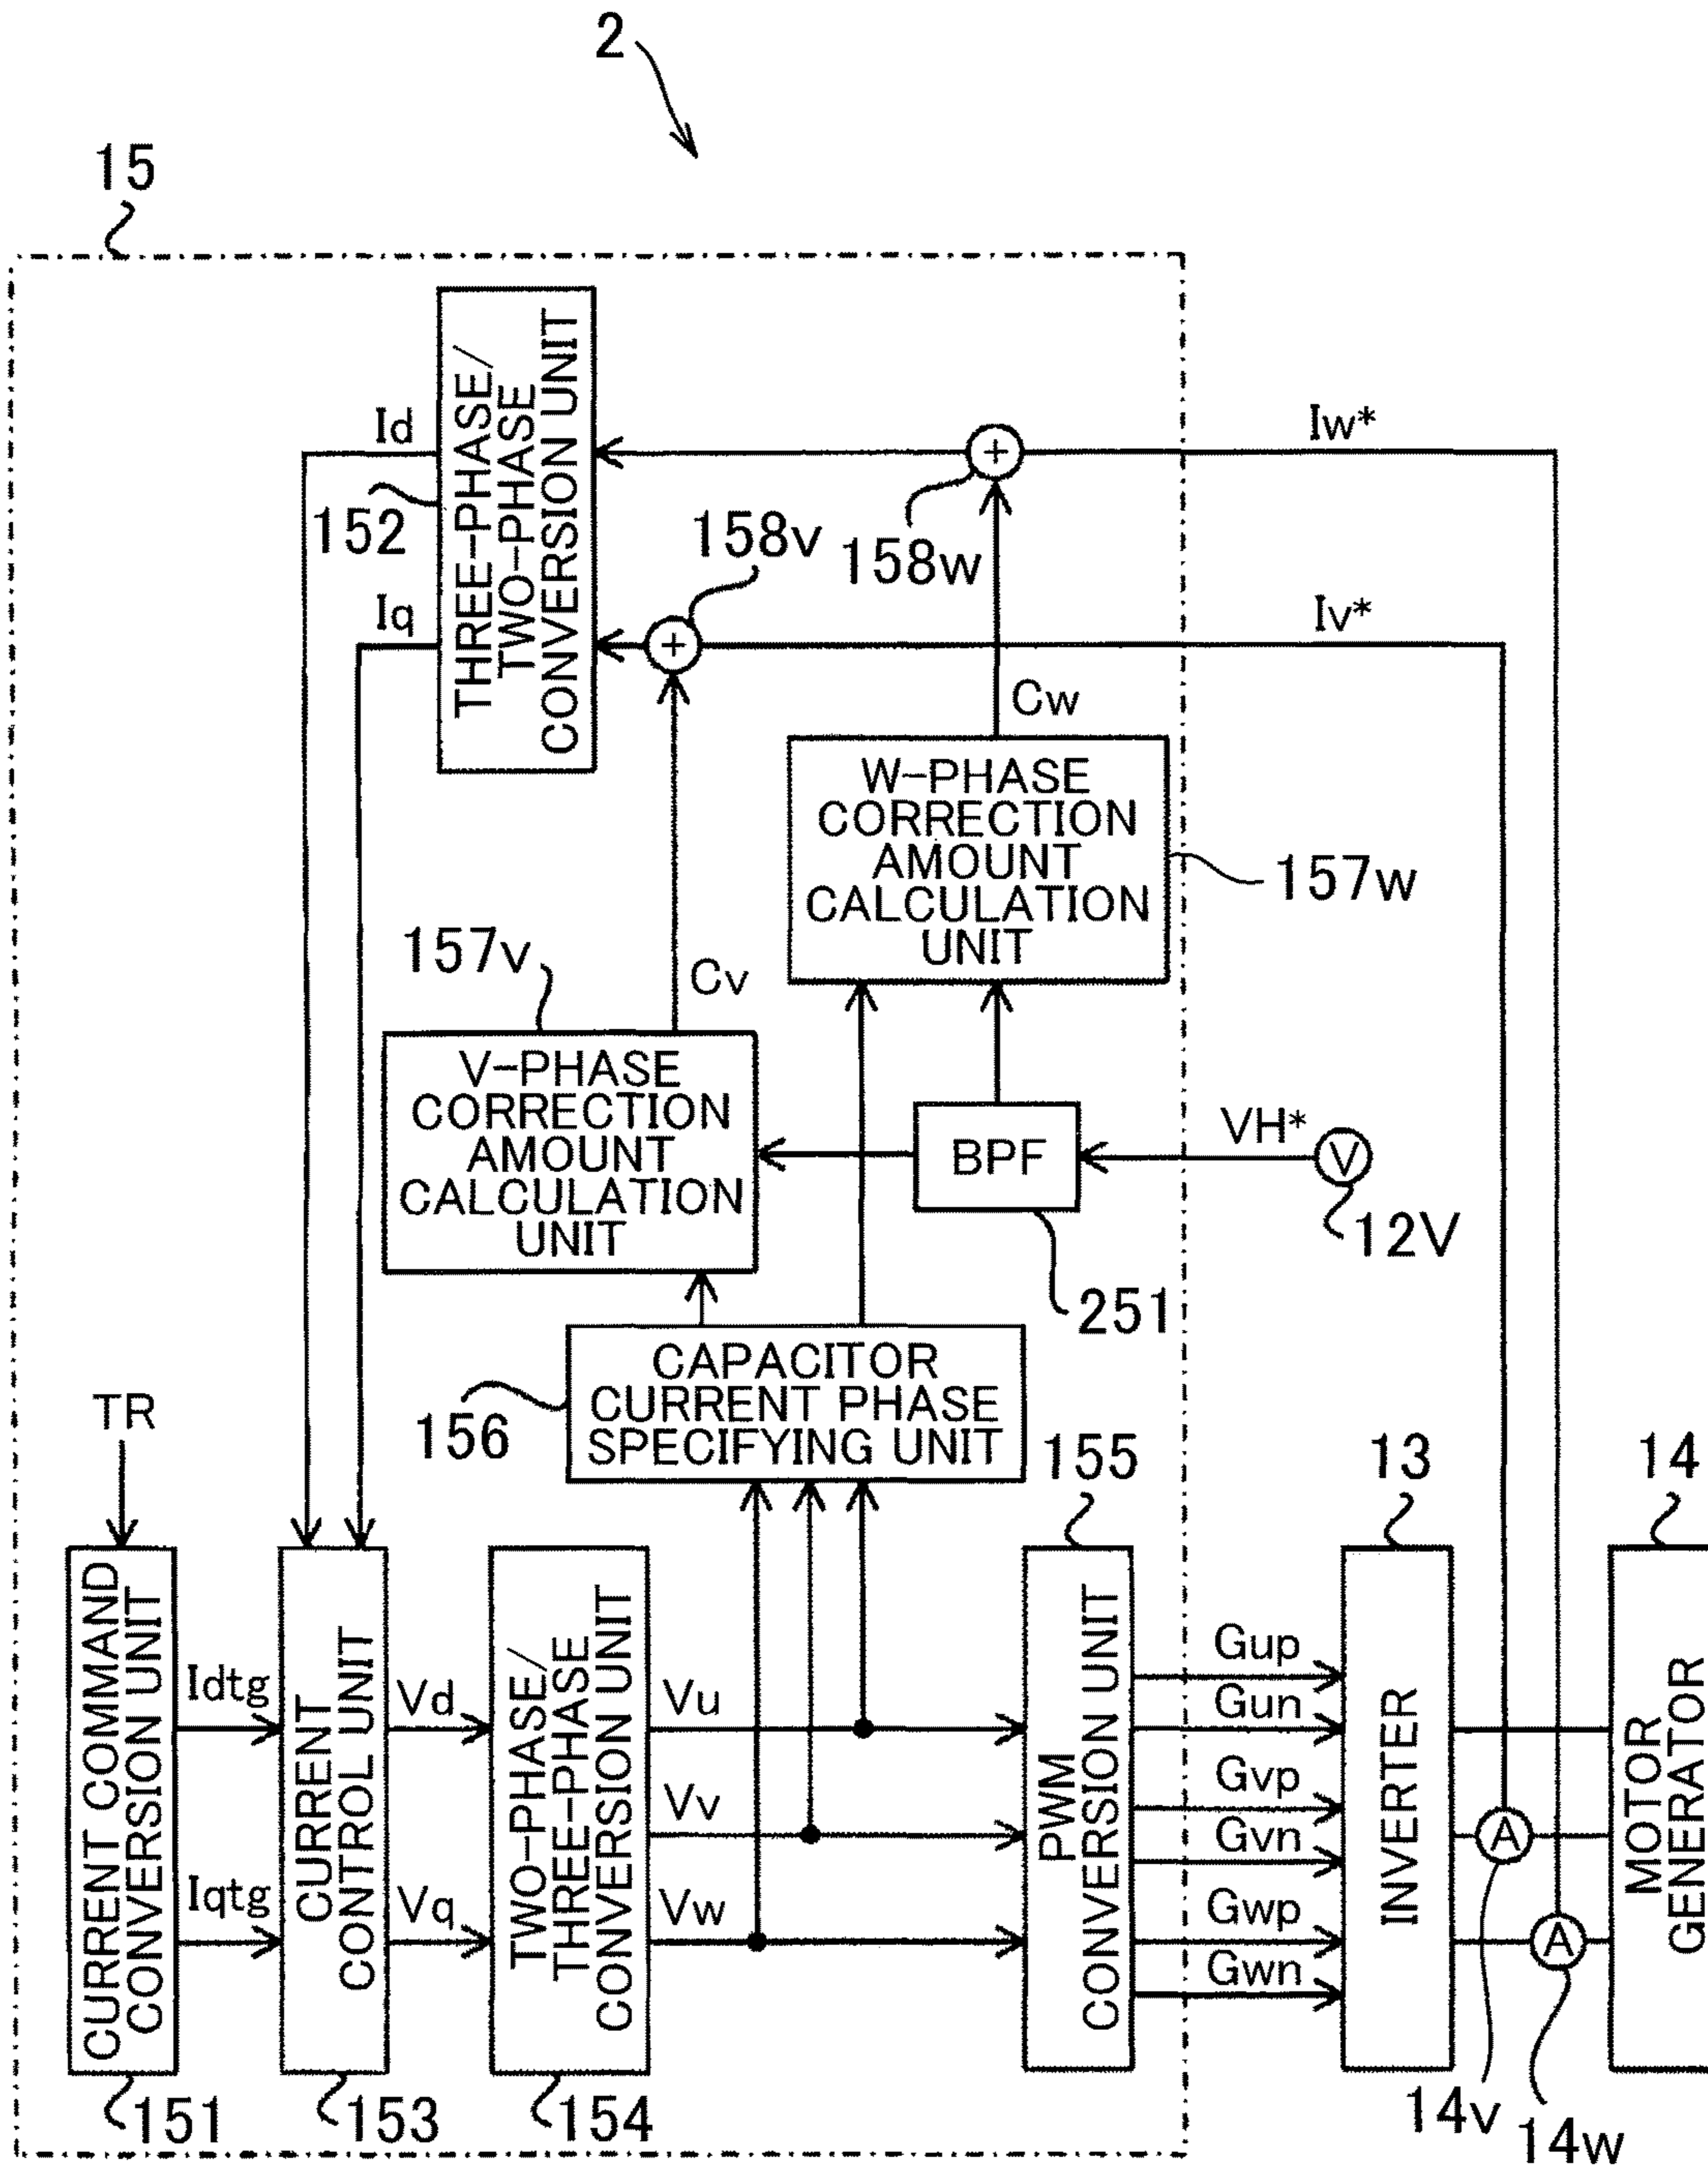 2
15
THREE-PHASE/
TWO-PHASE
CONVERSION UNIT
Id
Iw*
152
158v
158w
Iq
Iv*
Cw
W-PHASE
CORRECTION
AMOUNT
CALCULATION
UNIT
157w
157v
Cv
V-PHASE
CORRECTION
AMOUNT
CALCULATION
UNIT
BPF
VH*
V
12V
251
CAPACITOR
CURRENT PHASE
SPECIFYING UNIT
156
TR
155
13
14
CURRENT COMMAND
CONVERSION UNIT
Idtg
Iqtg
CURRENT
CONTROL UNIT
Vd
Vq
TWO-PHASE/
THREE-PHASE
CONVERSION UNIT
Vu
Vv
Vw
PWM
CONVERSION UNIT
Gup
Gun
Gvp
Gvn
Gwp
Gwn
INVERTER
A
A
MOTOR
GENERATOR
151
153
154
14v
14w